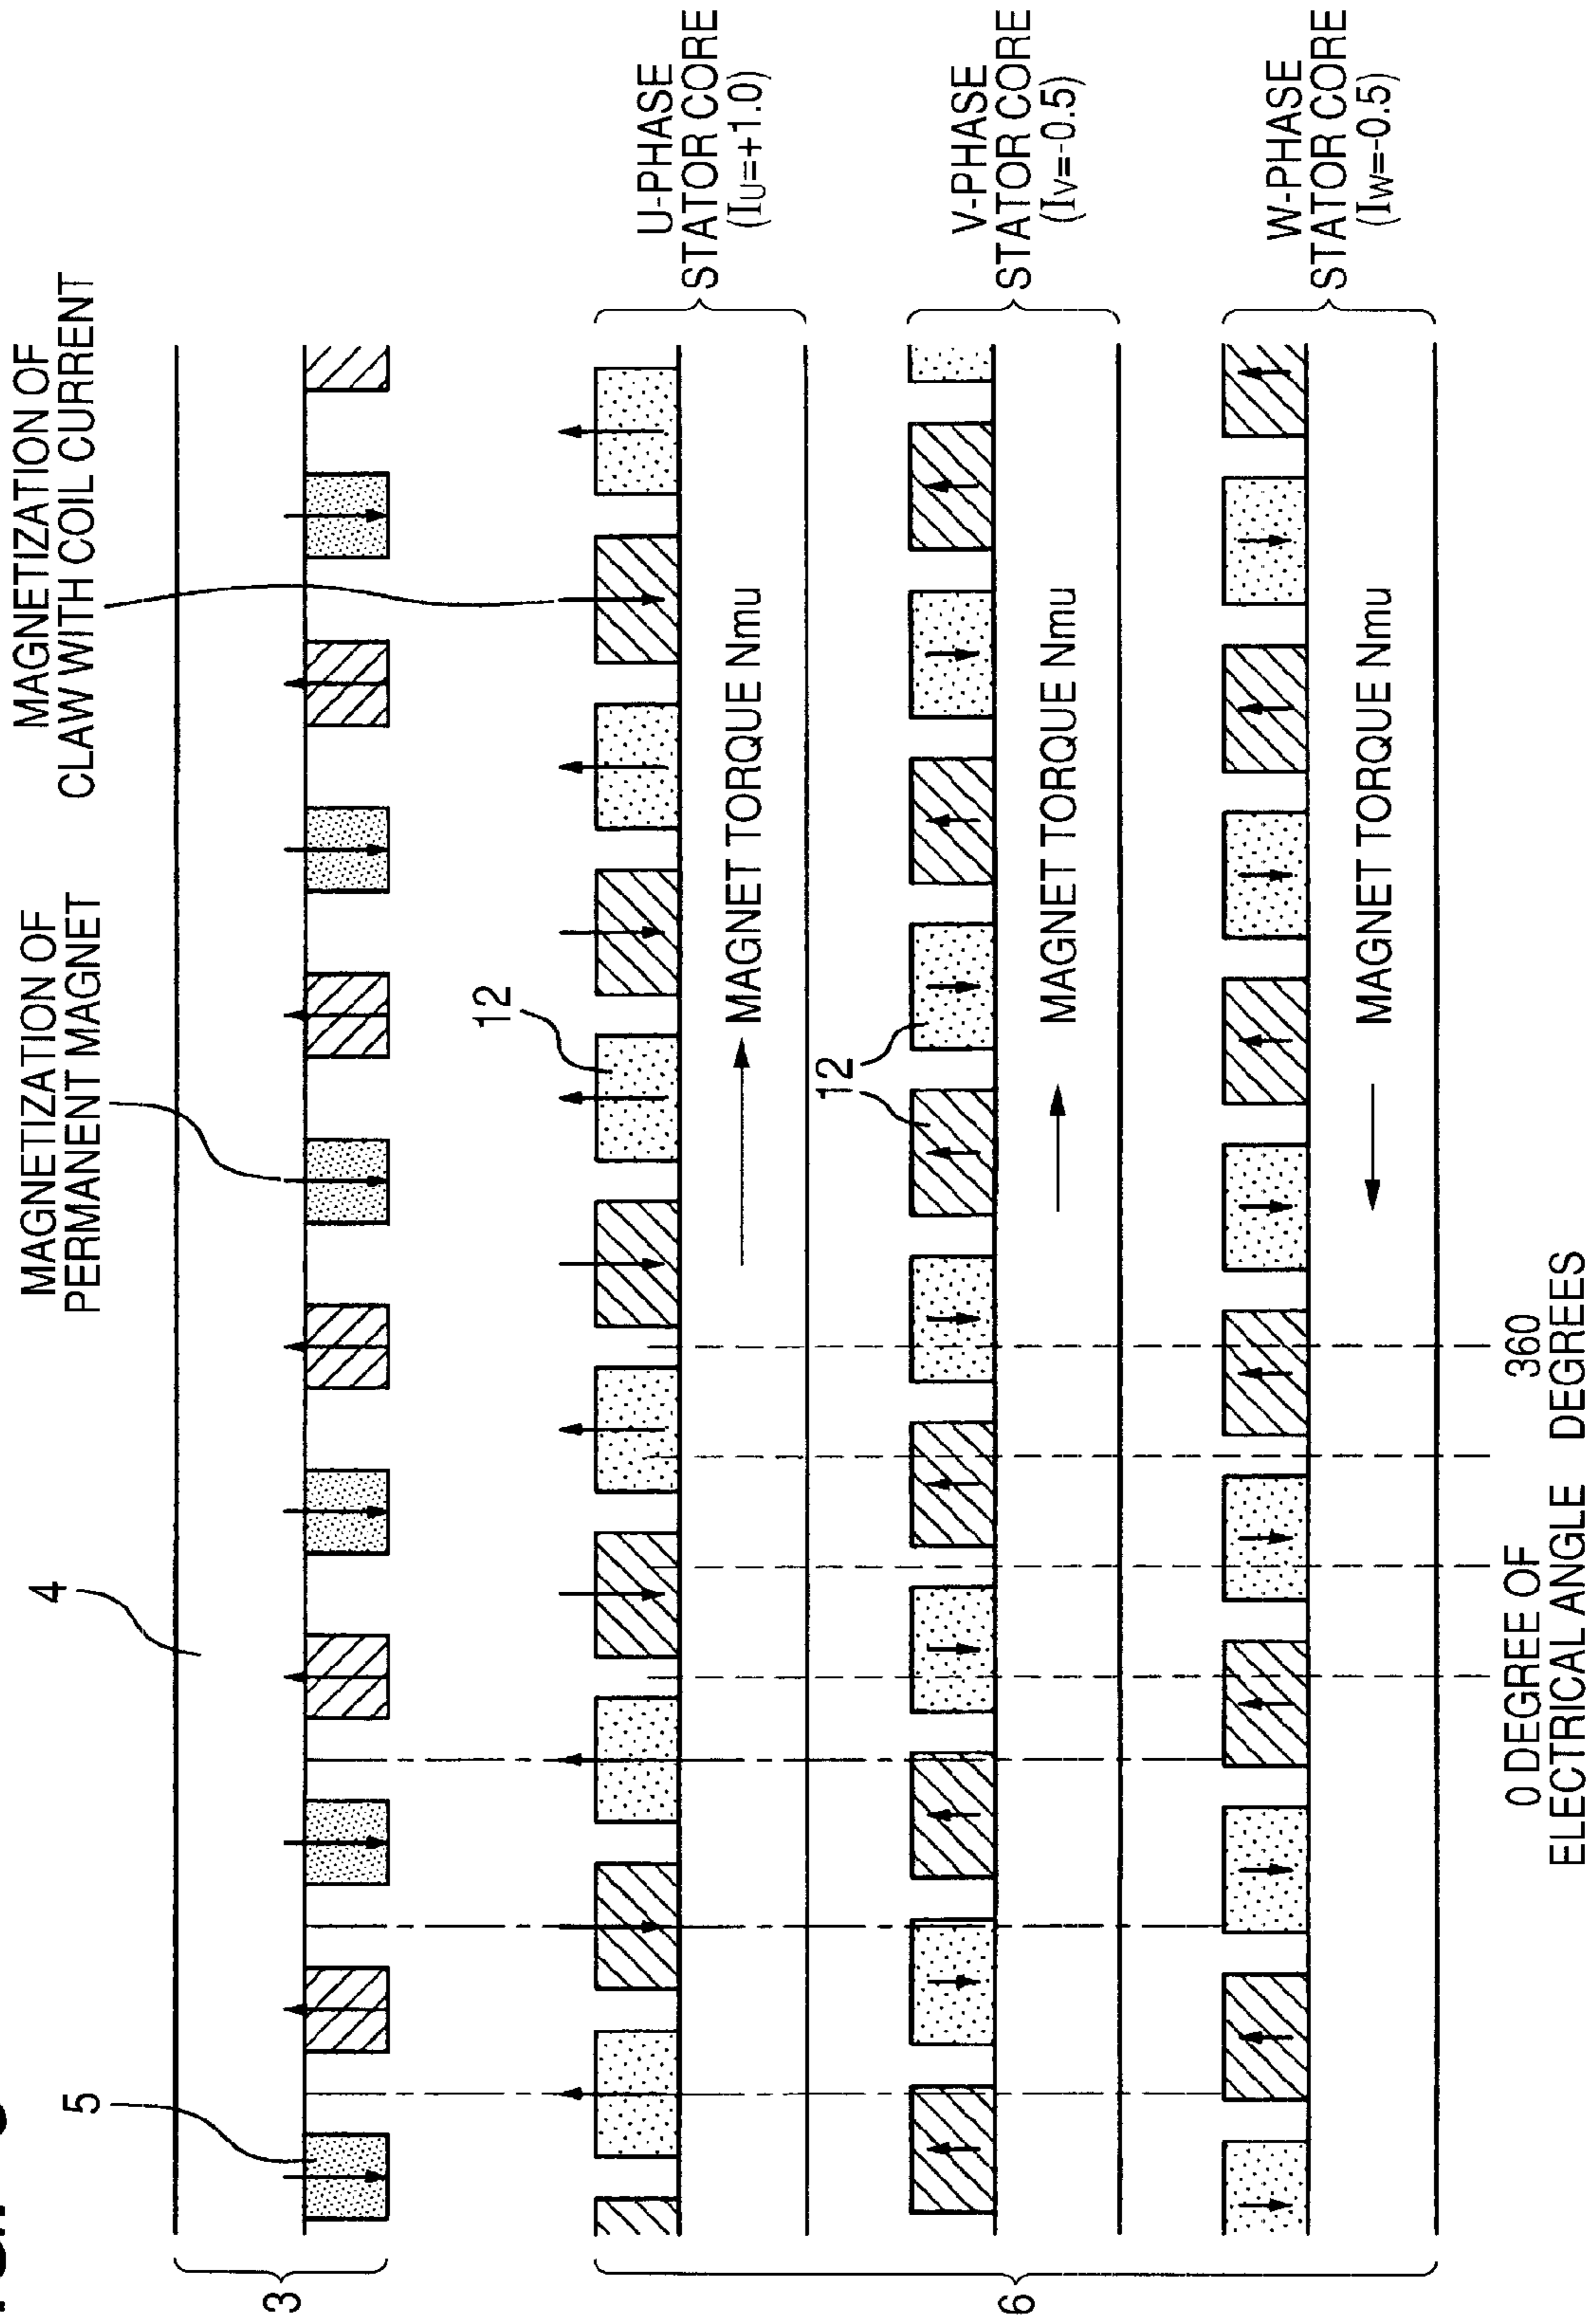 MAGNETIZATION OF
PERMANENT MAGNET
MAGNETIZATION OF
CLAW WITH COIL CURRENT
5
4
3
12
U-PHASE
STATOR CORE
(IU=+1.0)
MAGNET TORQUE Nmu
12
V-PHASE
STATOR CORE
(IV=-0.5)
MAGNET TORQUE Nmu
W-PHASE
STATOR CORE
(IW=-0.5)
MAGNET TORQUE Nmu
6
0 DEGREE OF
ELECTRICAL ANGLE
360
DEGREES